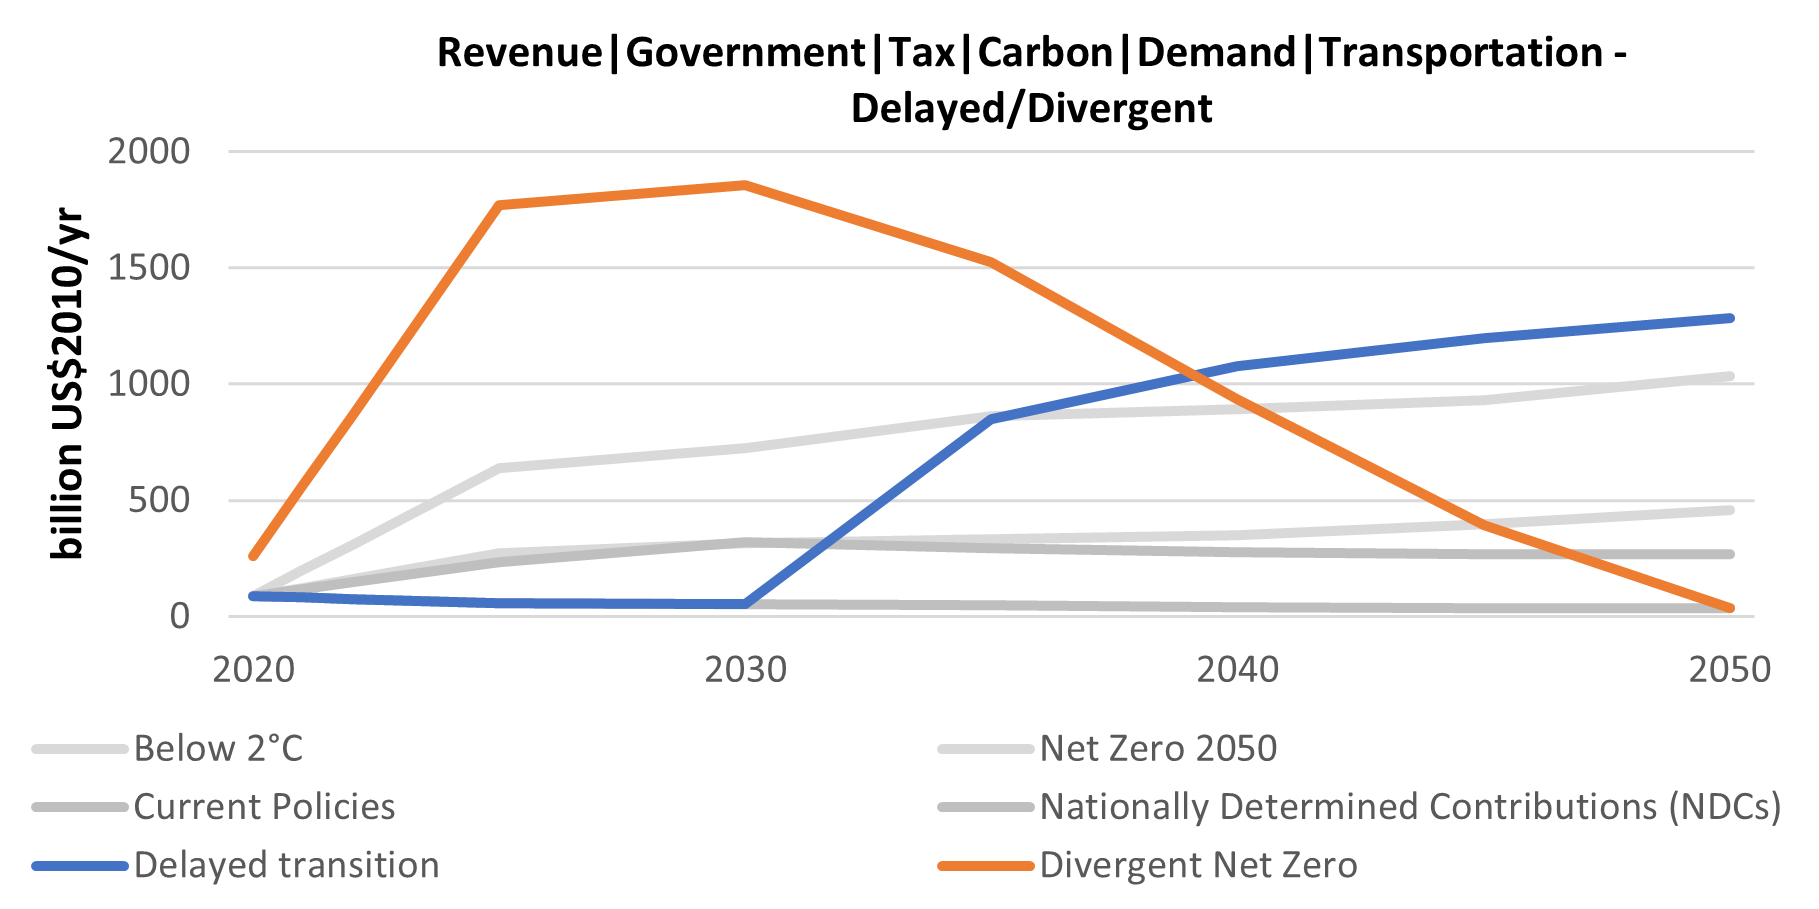 Revenue|Government|Tax|Carbon|Demand|Transportation -
Delayed/Divergent
billion US$2010/yr
2000
1500
1000
500
0
2020
2030
2040
2050
Below 2°C
Net Zero 2050
Current Policies
Nationally Determined Contributions (NDCs)
Delayed transition
Divergent Net Zero